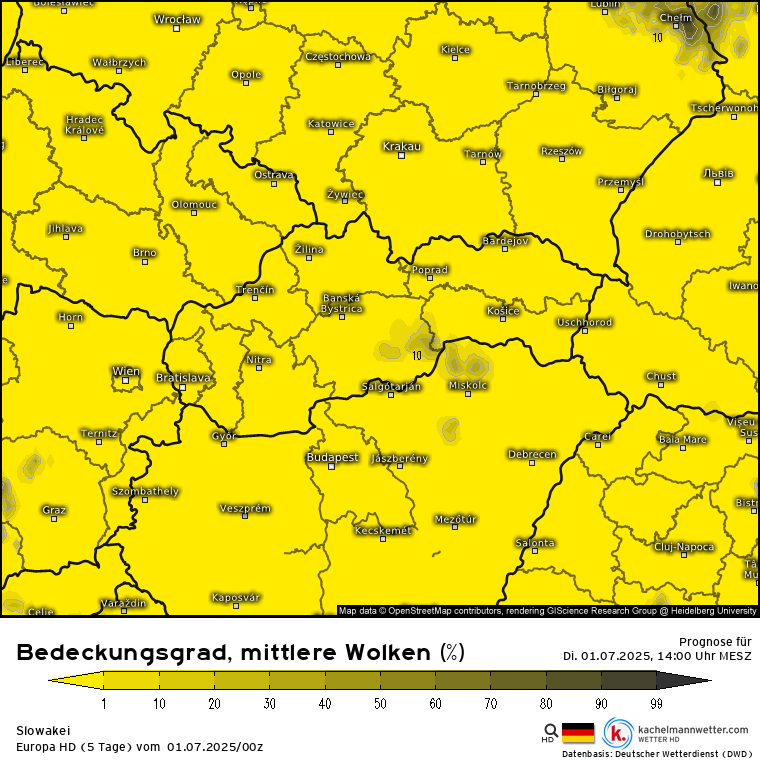 Bolesławiec
Wrocław
Lublin
Chełm
10
Kielce
Liberec
Wałbrzych
Częstochowa
Opole
Tarnobrzeg
Biłgoraj
Tscherwonoh
Hradec
Králové
Katowice
Krakau
Tarnów
Rzeszów
Ostrava
Przemyśl
Львів
Żywiec
Olomouc
Jihlava
Drohobytsch
Brno
Žilina
Bardejov
Poprad
Iwano
Trenčín
Banská
Bystrica
Horn
Košice
Uschhorod
10
Nitra
Wien
Bratislava
Salgótarján
Miskolc
Chust
Vișeu
Sus
Ternitz
Győr
Carei
Baia Mare
Budapest
Jászberény
Debrecen
Szombathely
Graz
Veszprém
Bistr
Mezőtúr
Kecskemét
Salonta
Cluj-Napoca
Kaposvár
Varaždin
Celje
Map data © OpenStreetMap contributors, rendering GIScience Research Group @ Heidelberg University
Bedeckungsgrad, mittlere Wolken (%)
Prognose für
Di. 01.07.2025, 14:00 Uhr MESZ
1 10 20 30 40 50 60 70 80 90 99
Slowakei
Europa HD (5 Tage) vom 01.07.2025/00z
HD
k.
kachelmannwetter.com
WETTER HD
Datenbasis: Deutscher Wetterdienst (DWD)